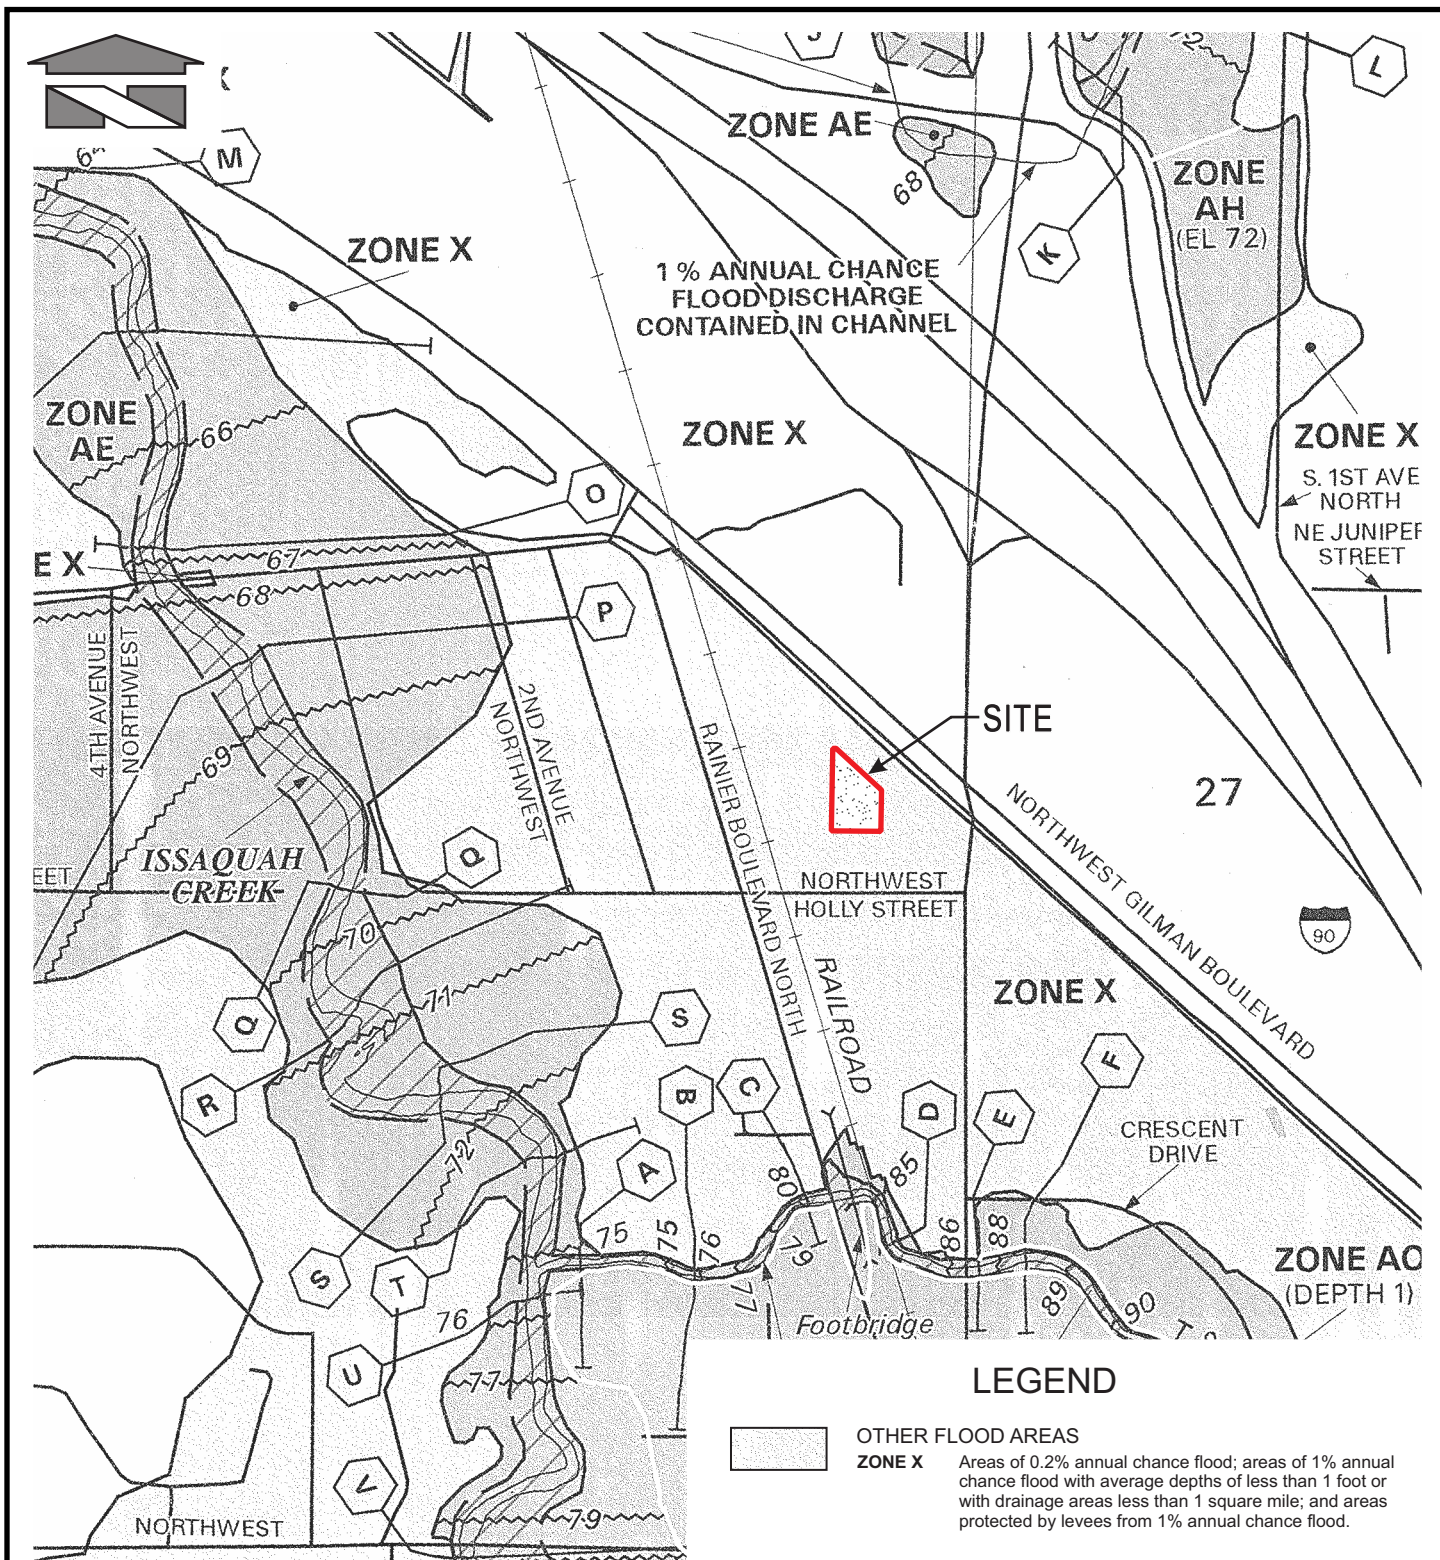 J
L
M
ZONE AE
68
ZONE
AH
(EL 72)
72
K
ZONE X
1 % ANNUAL CHANCE
FLOOD DISCHARGE
CONTAINED IN CHANNEL
ZONE
AE
66
ZONE X
ZONE X
S. 1ST AVE
NORTH
NE JUNIPER
STREET
O
E X
67
68
P
4TH AVENUE
NORTHWEST
69
2ND AVENUE
NORTHWEST
RAINIER BOULEVARD NORTH
SITE
27
NORTHWEST GILMAN BOULEVARD
ISSAQUAH
CREEK
EET
Q
NORTHWEST
HOLLY STREET
90
70
71
Q
R
S
RAILROAD
ZONE X
B
C
D
E
F
72
A
80
85
CRESCENT
DRIVE
S
T
75
75
76
77
79
86
88
89
90
ZONE AO
(DEPTH 1)
76
U
Footbridge
77
V
79
NORTHWEST
LEGEND
OTHER FLOOD AREAS
ZONE X Areas of 0.2% annual chance flood; areas of 1% annual
chance flood with average depths of less than 1 foot or
with drainage areas less than 1 square mile; and areas
protected by levees from 1% annual chance flood.